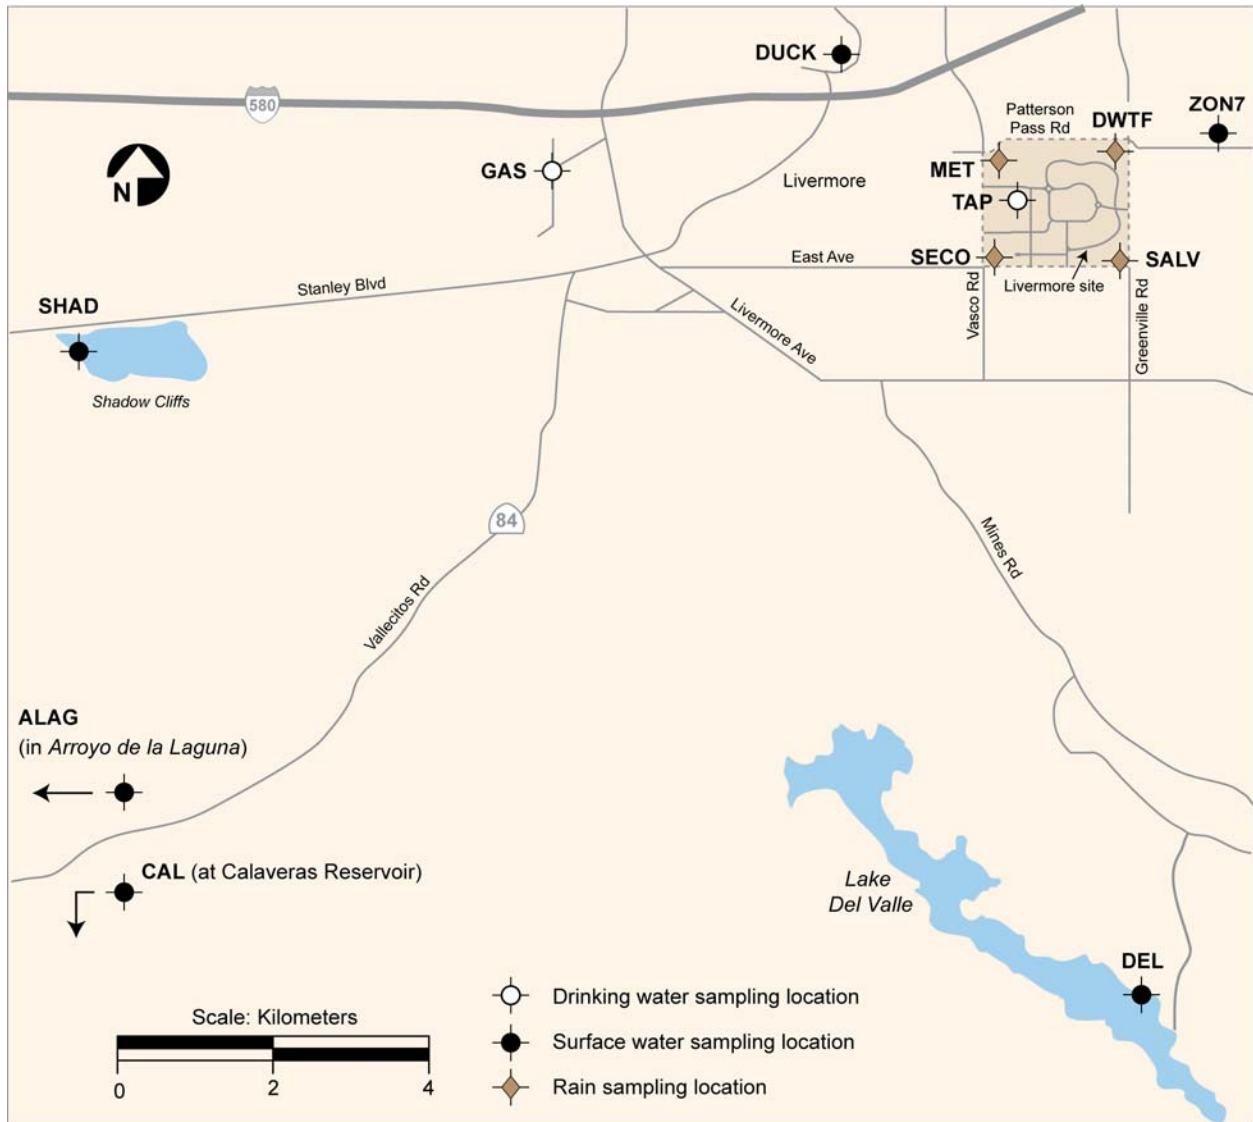 DUCK
580
Patterson
Pass Rd
DWTF
ZON7
N
GAS
MET
Livermore
TAP
SECO
East Ave
SALV
Livermore site
Stanley Blvd
SHAD
Shadow Cliffs
Livermore Ave
Vasco Rd
Greenville Rd
84
Vallecitos Rd
Mines Rd
ALAG
(in Arroyo de la Laguna)
CAL (at Calaveras Reservoir)
Lake
Del Valle
DEL
Scale: Kilometers
0 2 4
Drinking water sampling location
Surface water sampling location
Rain sampling location